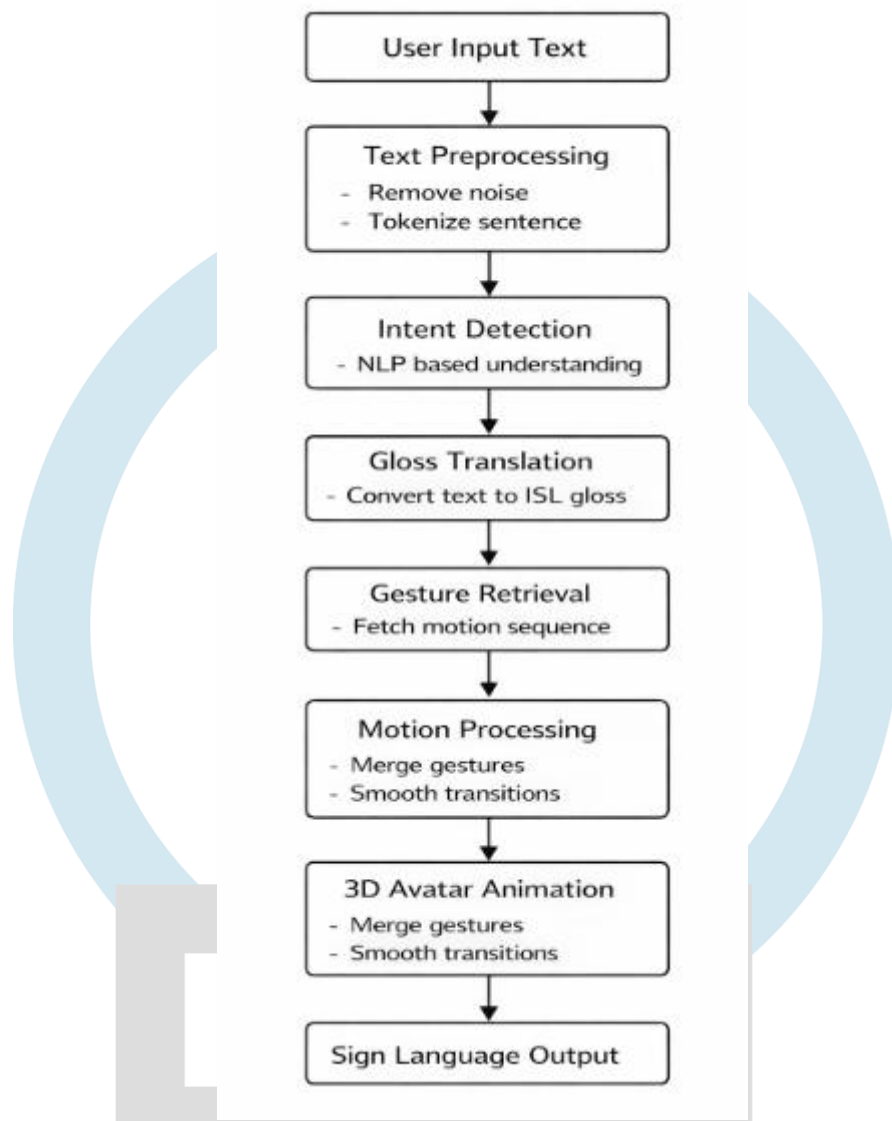 User Input Text
Text Preprocessing
- Remove noise
- Tokenize sentence
Intent Detection
- NLP based understanding
Gloss Translation
- Convert text to ISL gloss
Gesture Retrieval
- Fetch motion sequence
Motion Processing
- Merge gestures
- Smooth transitions
3D Avatar Animation
- Merge gestures
- Smooth transitions
Sign Language Output